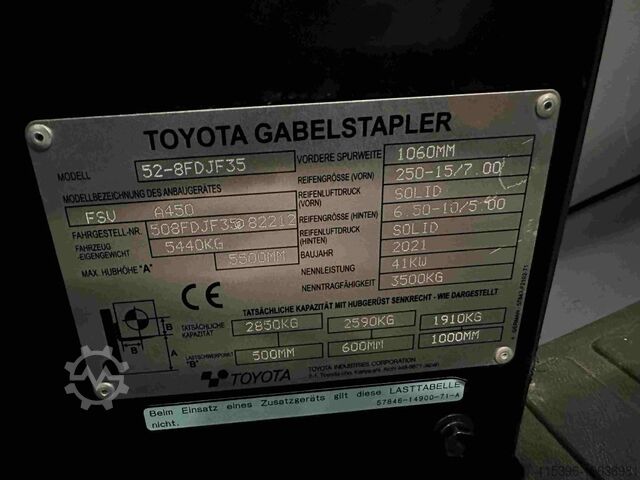 TOYOTA GABELSTAPLER
MODELL 52-8FDJF35 VORDERE SPURWEITE 1060MM
MODELLBEZEICHNUNG DES ANBAUGERÄTES REIFENGRÖSSE (VORN) 250-15/7.00
FSV A450 REIFENLUFTDRUCK (VORN) SOLID
FAHRGESTELL-NR. 508FDJF35 82212 REIFENGRÖSSE (HINTEN) 6.50-10/5.00
FAHRZEUG -EIGENGEWICHT 5440KG REIFENLUFTDRUCK (HINTEN) SOLID
BAUJAHR 2021
MAX. HUBHÖHE "A" 5500MM NENNLEISTUNG 41KW
NENNTRAGFÄHIGKEIT 3500KG
CE
TATSÄCHLICHE KAPAZITÄT MIT HUBGERÜST SENKRECHT - WIE DARGESTELLT
TATSÄCHLICHE KAPAZITÄT 2850KG 2590KG 1910KG
LASTSCHWERPUNKT "B" 500MM 600MM 1000MM
B
B
A
TOYOTA
TOYOTA INDUSTRIES CORPORATION
Beim Einsatz eines Zusatzgeräts gilt diese LASTTABELLE
nicht. 57846-14900-71-A